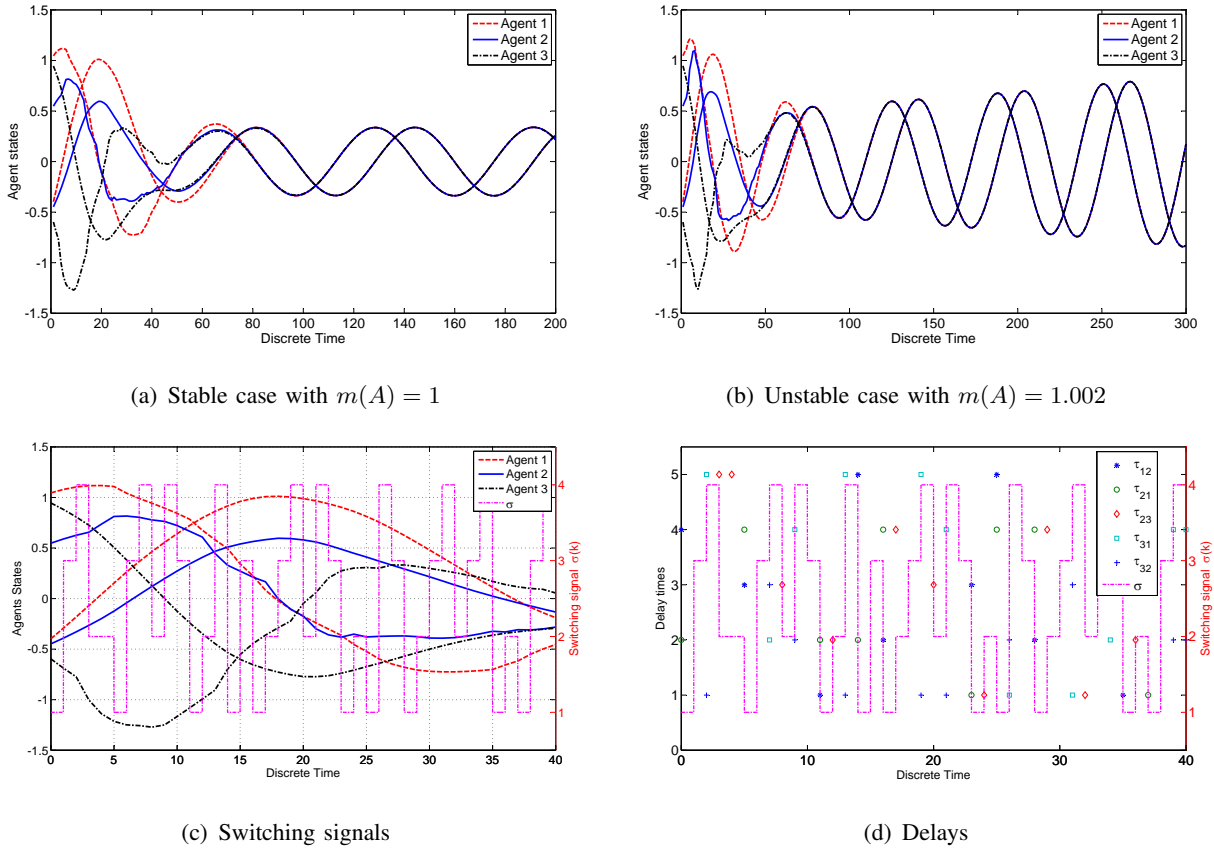 1.5
1
0.5
0
-0.5
-1
-1.5
Agent states
0 20 40 60 80 100 120 140 160 180 200
Discrete Time
Agent 1
Agent 2
Agent 3
(a) Stable case with m(A) = 1
1.5
1
0.5
0
-0.5
-1
-1.5
Agent states
0 50 100 150 200 250 300
Discrete Time
Agent 1
Agent 2
Agent 3
(b) Unstable case with m(A) = 1.002
1.5
1
0.5
0
-0.5
-1
-1.5
Agents States
0 5 10 15 20 25 30 35 40
Discrete Time
Agent 1
Agent 2
Agent 3
σ
4
3
2
1
Switching signal σ(k)
(c) Switching signals
5
4
3
2
1
0
Delay times
0 10 20 30 40
Discrete Time
τ12
τ21
τ23
τ31
τ32
σ
4
3
2
1
Switching signal σ(k)
(d) Delays